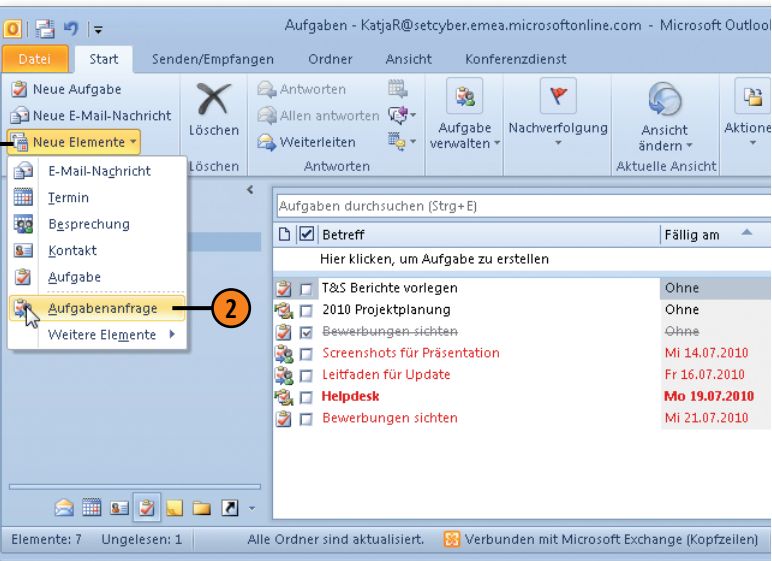 Aufgaben - KatjaR@setcyber.emea.microsoftonline.com - Microsoft Outlook
Datei Start Senden/Empfangen Ordner Ansicht Konferenzdienst
Neue Aufgabe
Neue E-Mail-Nachricht
Neue Elemente
Löschen
Löschen
Antworten
Allen antworten
Weiterleiten
Antworten
Aufgabe
verwalten
Nachverfolgung
Ansicht
ändern
Aktuelle Ansicht
Aktione
E-Mail-Nachricht
Termin
Besprechung
Kontakt
Aufgabe
Aufgabenanfrage
Weitere Elemente
2
Aufgaben durchsuchen (Strg+E)
Betreff Fällig am
Hier klicken, um Aufgabe zu erstellen
T&S Berichte vorlegen Ohne
2010 Projektplanung Ohne
Bewerbungen sichten Ohne
Screenshots für Präsentation Mi 14.07.2010
Leitfaden für Update Fr 16.07.2010
Helpdesk Mo 19.07.2010
Bewerbungen sichten Mi 21.07.2010
Elemente: 7 Ungelesen: 1 Alle Ordner sind aktualisiert. Verbunden mit Microsoft Exchange (Kopfzeilen)